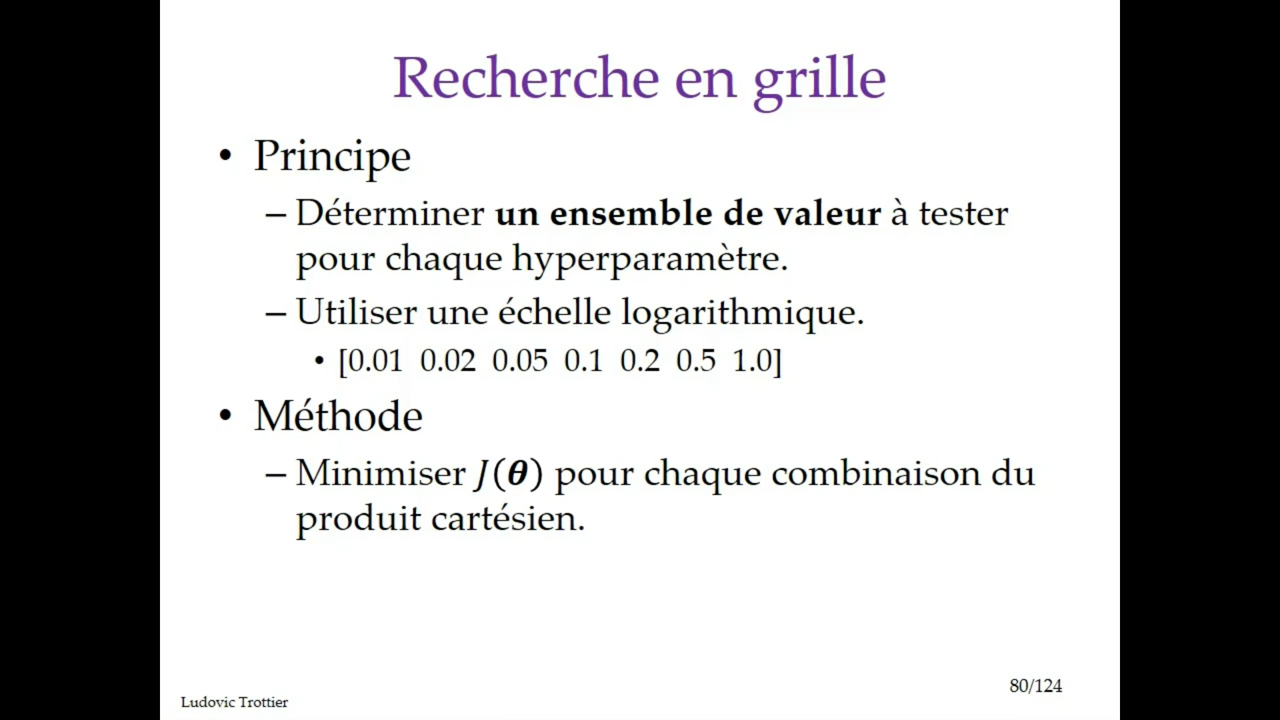 Recherche en grille
• Principe
– Déterminer un ensemble de valeur à tester
pour chaque hyperparamètre.
– Utiliser une échelle logarithmique.
• [0.01 0.02 0.05 0.1 0.2 0.5 1.0]
• Méthode
– Minimiser J(θ) pour chaque combinaison du
produit cartésien.
80/124
Ludovic Trottier